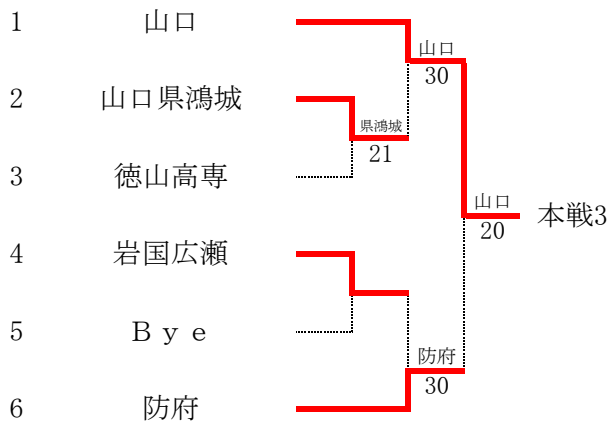 1 山口
山口
30
2 山口県鴻城
県鴻城
21
3 徳山高専
山口
20
本戦3
4 岩国広瀬
5 Ｂｙｅ
防府
30
6 防府